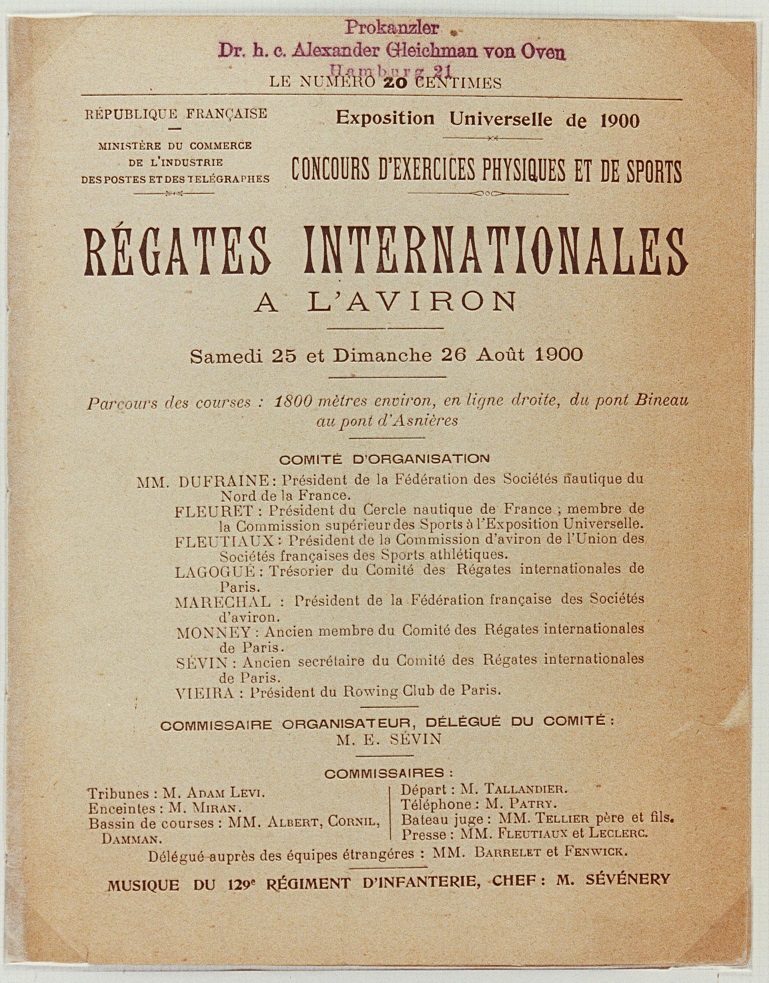 Prokanzler
Dr. h. c. Alexander Gleichman von Oven
Hamburg 21
LE NUMÉRO 20 CENTIMES
RÉPUBLIQUE FRANÇAISE
MINISTÈRE DU COMMERCE
DE L'INDUSTRIE
DES POSTES ET DES TELÉGRAPHES
Exposition Universelle de 1900
CONCOURS D'EXERCICES PHYSIQUES ET DE SPORTS
RÉGATES INTERNATIONALES
A L'AVIRON
Samedi 25 et Dimanche 26 Août 1900
Parcours des courses : 1800 mètres environ, en ligne droite, du pont Bineau
au pont d'Asnières
COMITÉ D'ORGANISATION
MM. DUFRAINE : Président de la Fédération des Sociétés nautique du
Nord de la France.
FLEURET : Président du Cercle nautique de France ; membre de
la Commission supérieur des Sports à l'Exposition Universelle.
FLEUTIAUX : Président de la Commission d'aviron de l'Union des
Sociétés françaises des Sports athlétiques.
LAGOGUÉ : Trésorier du Comité des Régates internationales de
Paris.
MARECHAL : Président de la Fédération française des Sociétés
d'aviron.
MONNEY : Ancien membre du Comité des Régates internationales
de Paris.
SÉVIN : Ancien secrétaire du Comité des Régates internationales
de Paris.
VIEIRA : Président du Rowing Club de Paris.
COMMISSAIRE ORGANISATEUR, DÉLÉGUÉ DU COMITÉ :
M. E. SÉVIN
COMMISSAIRES :
Tribunes : M. ADAM LEVI.
Enceintes : M. MIRAN.
Bassin de courses : MM. ALBERT, CORNIL,
DAMMAN.
Départ : M. TALLANDIER.
Téléphone : M. PATRY.
Bateau juge : MM. TELLIER père et fils.
Presse : MM. FLEUTIAUX et LECLERC.
Délégué auprès des équipes étrangéres : MM. BARRELET et FENWICK.
MUSIQUE DU 129e RÉGIMENT D'INFANTERIE, CHEF : M. SÉVÉNERY